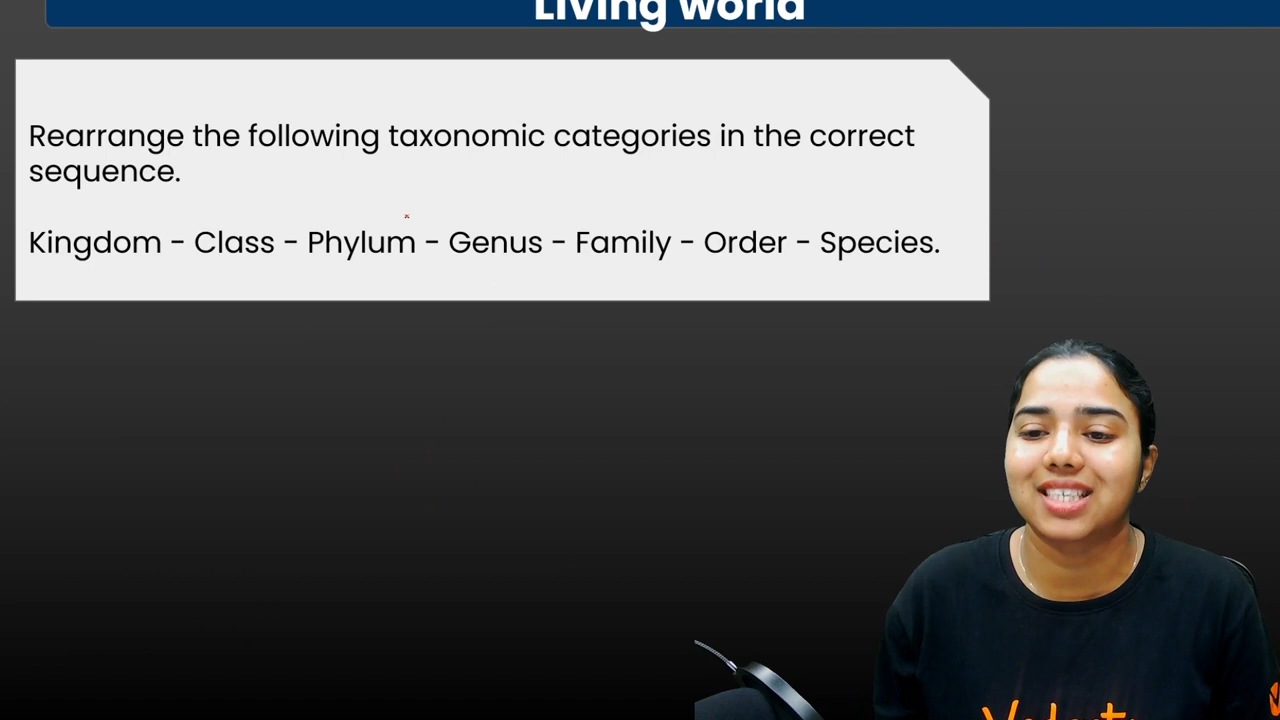 Living world
Rearrange the following taxonomic categories in the correct
sequence.
Kingdom - Class - Phylum - Genus - Family - Order - Species.